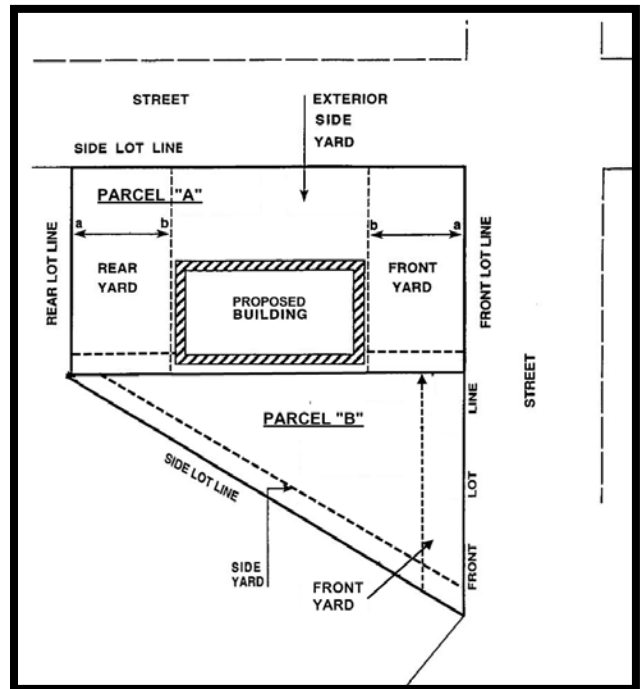 STREET
EXTERIOR
SIDE
YARD
SIDE LOT LINE
PARCEL "A"
a
b
b
a
REAR LOT LINE
REAR
YARD
PROPOSED
BUILDING
FRONT
YARD
FRONT LOT LINE
STREET
PARCEL "B"
SIDE LOT LINE
SIDE
YARD
FRONT
YARD
FRONT LOT LINE